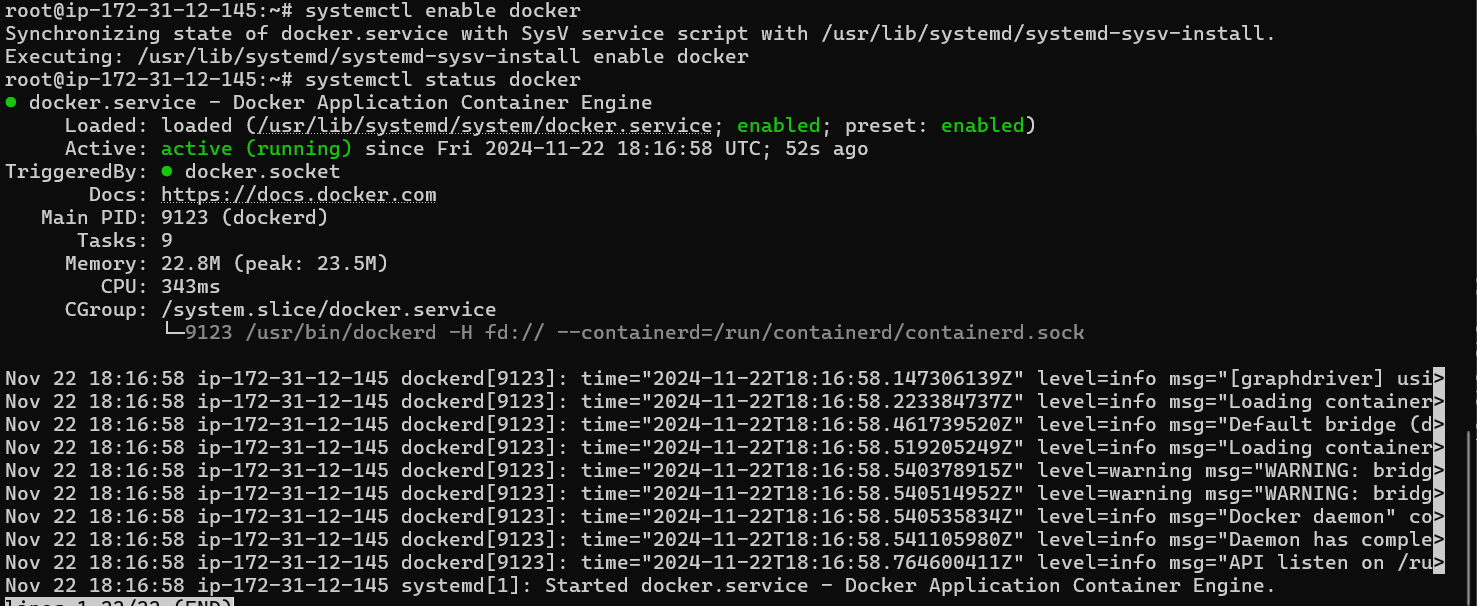 root@ip-172-31-12-145:~# systemctl enable docker
Synchronizing state of docker.service with SysV service script with /usr/lib/systemd/systemd-sysv-install.
Executing: /usr/lib/systemd/systemd-sysv-install enable docker
root@ip-172-31-12-145:~# systemctl status docker
● docker.service - Docker Application Container Engine
     Loaded: loaded (/usr/lib/systemd/system/docker.service; enabled; preset: enabled)
     Active: active (running) since Fri 2024-11-22 18:16:58 UTC; 52s ago
TriggeredBy: ● docker.socket
       Docs: https://docs.docker.com
   Main PID: 9123 (dockerd)
      Tasks: 9
     Memory: 22.8M (peak: 23.5M)
        CPU: 343ms
     CGroup: /system.slice/docker.service
             └─9123 /usr/bin/dockerd -H fd:// --containerd=/run/containerd/containerd.sock
Nov 22 18:16:58 ip-172-31-12-145 dockerd[9123]: time="2024-11-22T18:16:58.147306139Z" level=info msg="[graphdriver] usi>
Nov 22 18:16:58 ip-172-31-12-145 dockerd[9123]: time="2024-11-22T18:16:58.223384737Z" level=info msg="Loading container>
Nov 22 18:16:58 ip-172-31-12-145 dockerd[9123]: time="2024-11-22T18:16:58.461739520Z" level=info msg="Default bridge (d>
Nov 22 18:16:58 ip-172-31-12-145 dockerd[9123]: time="2024-11-22T18:16:58.519205249Z" level=info msg="Loading container>
Nov 22 18:16:58 ip-172-31-12-145 dockerd[9123]: time="2024-11-22T18:16:58.540378915Z" level=warning msg="WARNING: bridg>
Nov 22 18:16:58 ip-172-31-12-145 dockerd[9123]: time="2024-11-22T18:16:58.540514952Z" level=warning msg="WARNING: bridg>
Nov 22 18:16:58 ip-172-31-12-145 dockerd[9123]: time="2024-11-22T18:16:58.540535834Z" level=info msg="Docker daemon" co>
Nov 22 18:16:58 ip-172-31-12-145 dockerd[9123]: time="2024-11-22T18:16:58.541105980Z" level=info msg="Daemon has comple>
Nov 22 18:16:58 ip-172-31-12-145 dockerd[9123]: time="2024-11-22T18:16:58.764600411Z" level=info msg="API listen on /ru>
Nov 22 18:16:58 ip-172-31-12-145 systemd[1]: Started docker.service - Docker Application Container Engine.
lines 1-22/22 (END)